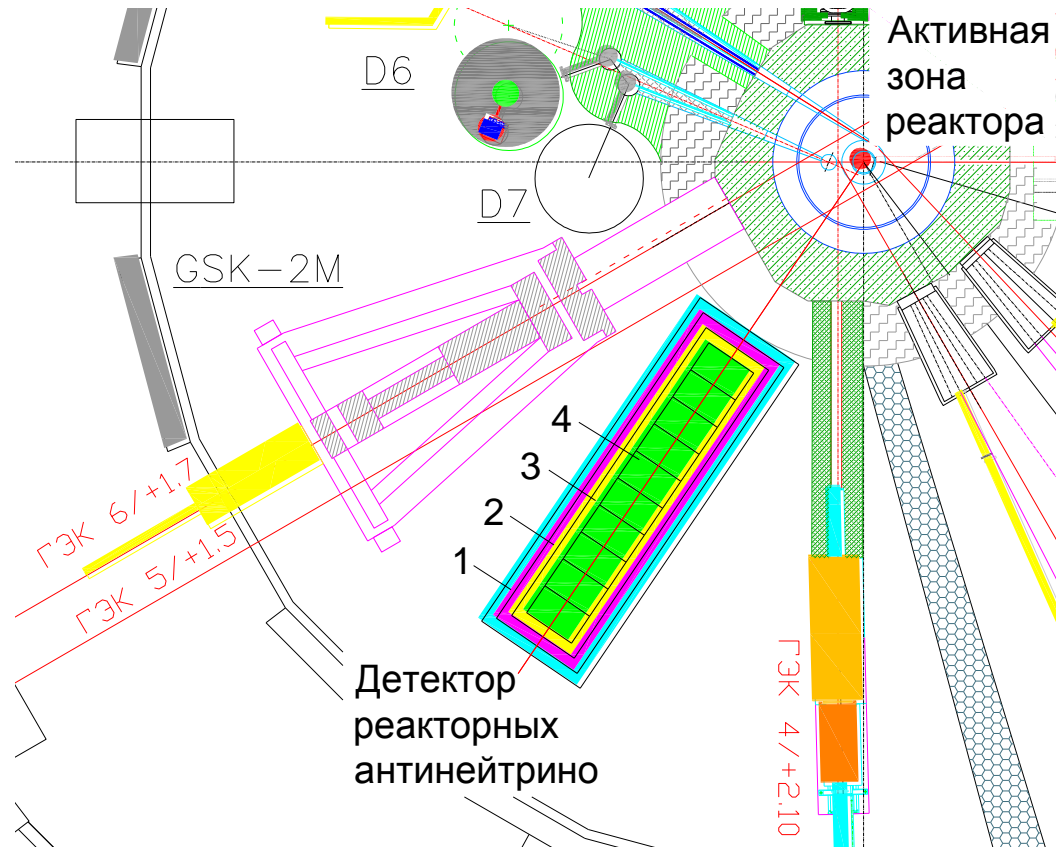 Активная
зона
реактора
D6
D7
GSK-2M
4
3
2
1
ГЭК 6/+1,7
ГЭК 5/+1.5
Детектор
реакторных
антинейтрино
ГЭК 4/+2.10